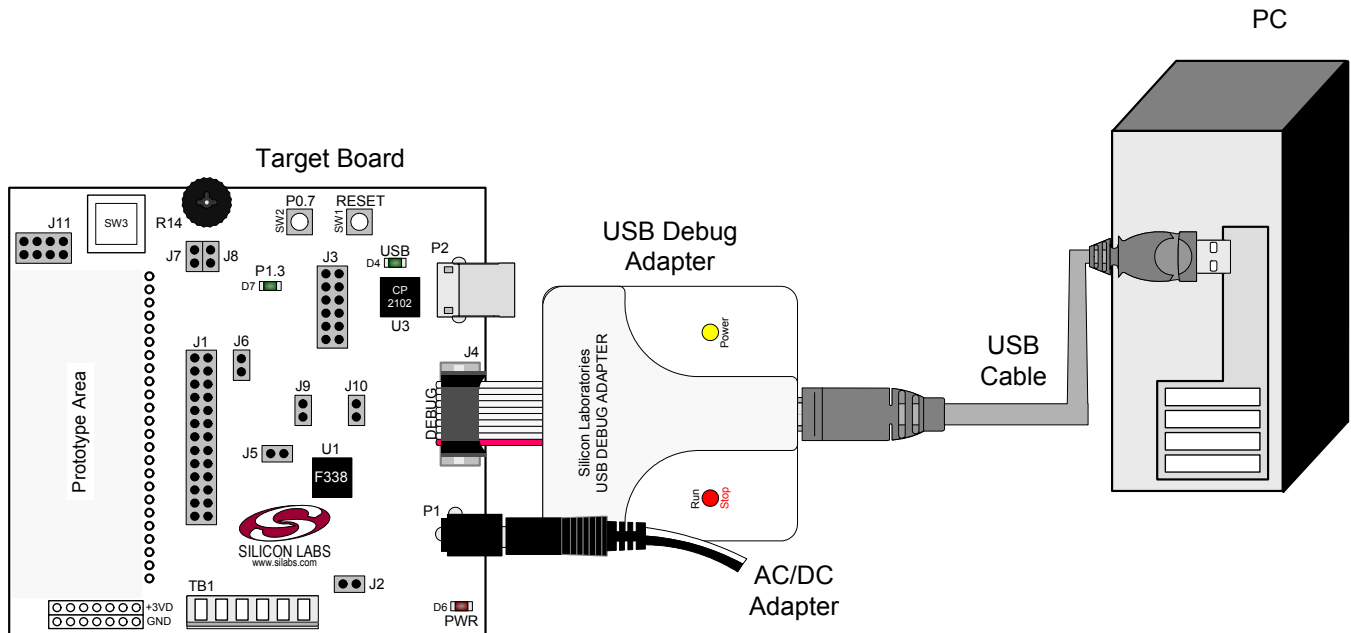 PC
Target Board
J11
SW3
R14
J7
J8
P0.7
RESET
SW2
SW1
USB
D4
P2
P1.3
D7
J3
CP
2102
U3
USB Debug
Adapter
Power
Silicon Laboratories
USB DEBUG ADAPTER
Run
Stop
USB
Cable
J1
J6
J9
J10
J4
DEBUG
J5
U1
F338
Prototype Area
SILICON LABS
www.silabs.com
P1
AC/DC
Adapter
TB1
J2
+3VD
GND
D6
PWR